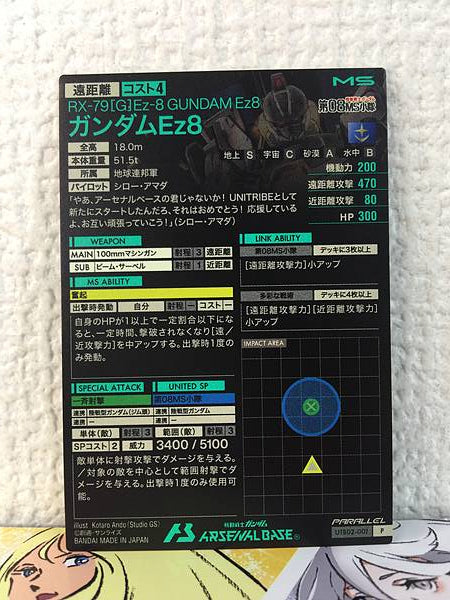 遠距離 コスト4
MS
RX-79[G]Ez-8 GUNDAM Ez8
ガンダムEz8
機動戦士ガンダム
第08MS小隊
全高 18.0m
本体重量 51.5t
所属 地球連邦軍
パイロット シロー・アマダ
地上 S 宇宙 C 砂漠 A 水中 B
機動力 200
遠距離攻撃 470
近距離攻撃 80
HP 300
「やあ、アーセナルベースの君じゃないか! UNITRIBEとして
新たにスタートしたんだろ、それはおめでとう! 応援している
よ、お互い頑張っていこう!」(シロー・アマダ)
WEAPON
MAIN 100mmマシンガン 射程 3 遠距離
SUB ビーム・サーベル 射程 1 近距離
MS ABILITY
奮起
出撃時発動 自分 射程 ー コスト ー
自身のHPが1以上で一定割合以下にな
ると、一定時間、撃破されなくなり[遠/
近攻撃力]を中アップする。出撃時1度の
み発動。
LINK ABILITY
第08MS小隊 デッキに3枚以上
[遠距離攻撃力]小アップ
多彩な戦術 デッキに4枚以上
[遠距離攻撃力][近距離攻撃力]
小アップ
IMPACT AREA
SPECIAL ATTACK
一斉射撃
連携 陸戦型ガンダム(ジム頭)
連携 ー
単体(敵) 射程 3
UNITED SP
第08MS小隊
連携 陸戦型ガンダム
連携 ー
範囲(敵) 射程 3
SPコスト 2 威力 3400 / 5100
敵単体に射撃攻撃でダメージを与える。
/対象の敵を中心として範囲射撃でダ
メージを与える。出撃時1度のみ使用可
能。
illust Kotaro Ando(Studio GS)
©創通・サンライズ
BANDAI MADE IN JAPAN
機動戦士ガンダム
ARSENAL BASE®
PARALLEL
UTB02-001 P